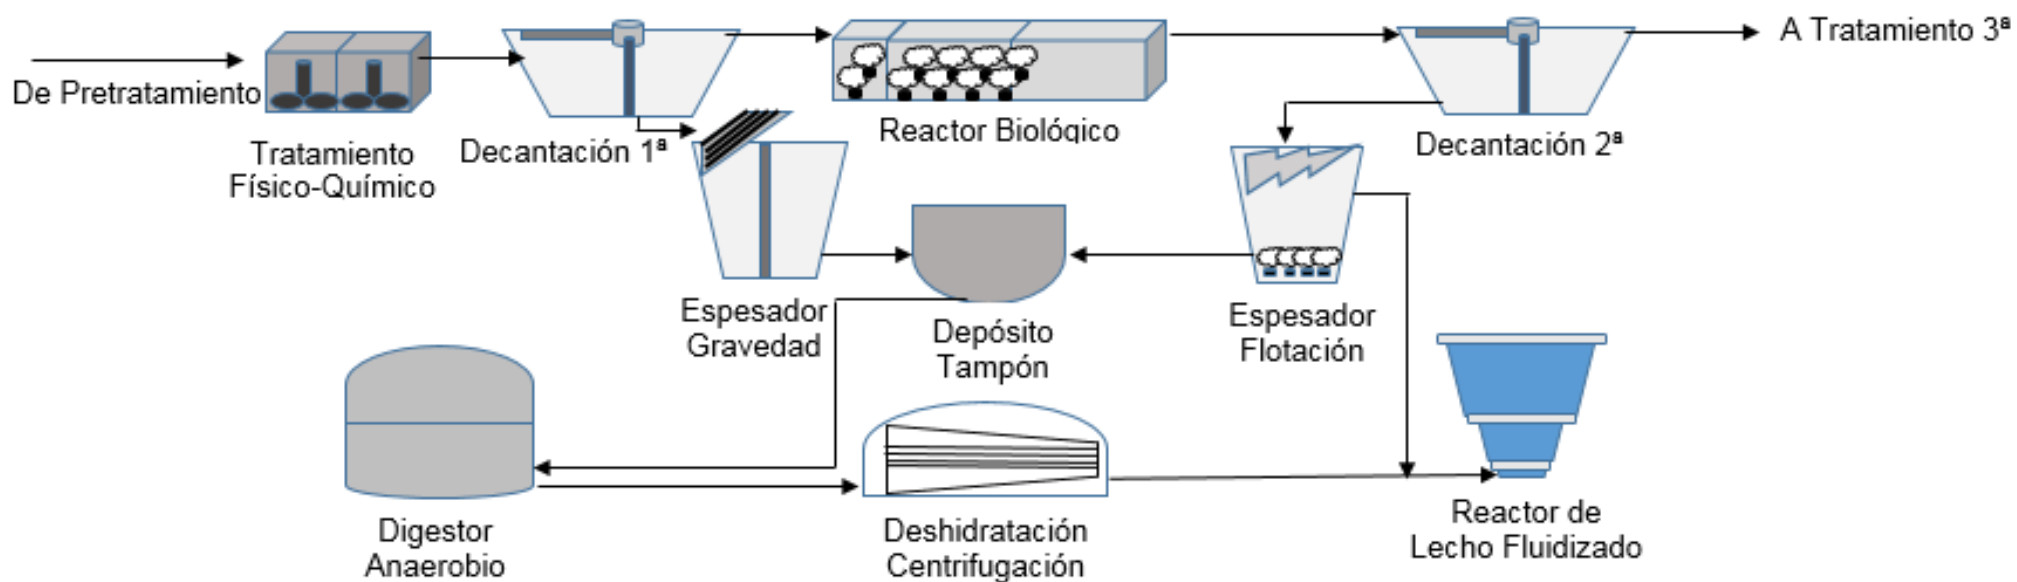 De Pretratamiento
Tratamiento
Físico-Químico
Decantación 1ª
Reactor Biológico
Decantación 2ª
A Tratamiento 3ª
Espesador
Gravedad
Depósito
Tampón
Espesador
Flotación
Digestor
Anaerobio
Deshidratación
Centrifugación
Reactor de
Lecho Fluidizado